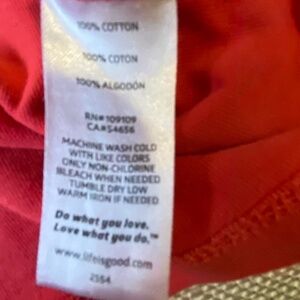 100% COTTON
100% COTON
100% ALGODÓN
RN# 109109
CA#54656
MACHINE WASH COLD
WITH LIKE COLORS
ONLY NON-CHLORINE
BLEACH WHEN NEEDED
TUMBLE DRY LOW
WARM IRON IF NEEDED
Do what you love.
Love what you do.™
www.lifeisgood.com
2554